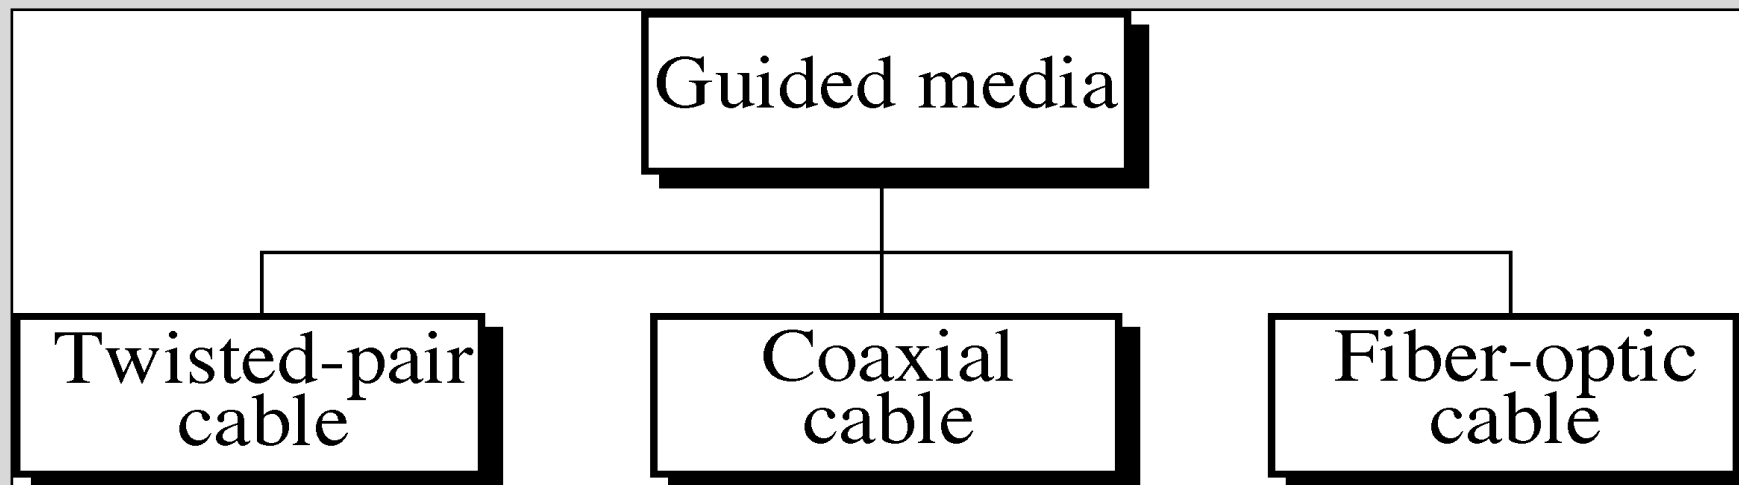 Guided media
Twisted-pair
cable
Coaxial
cable
Fiber-optic
cable